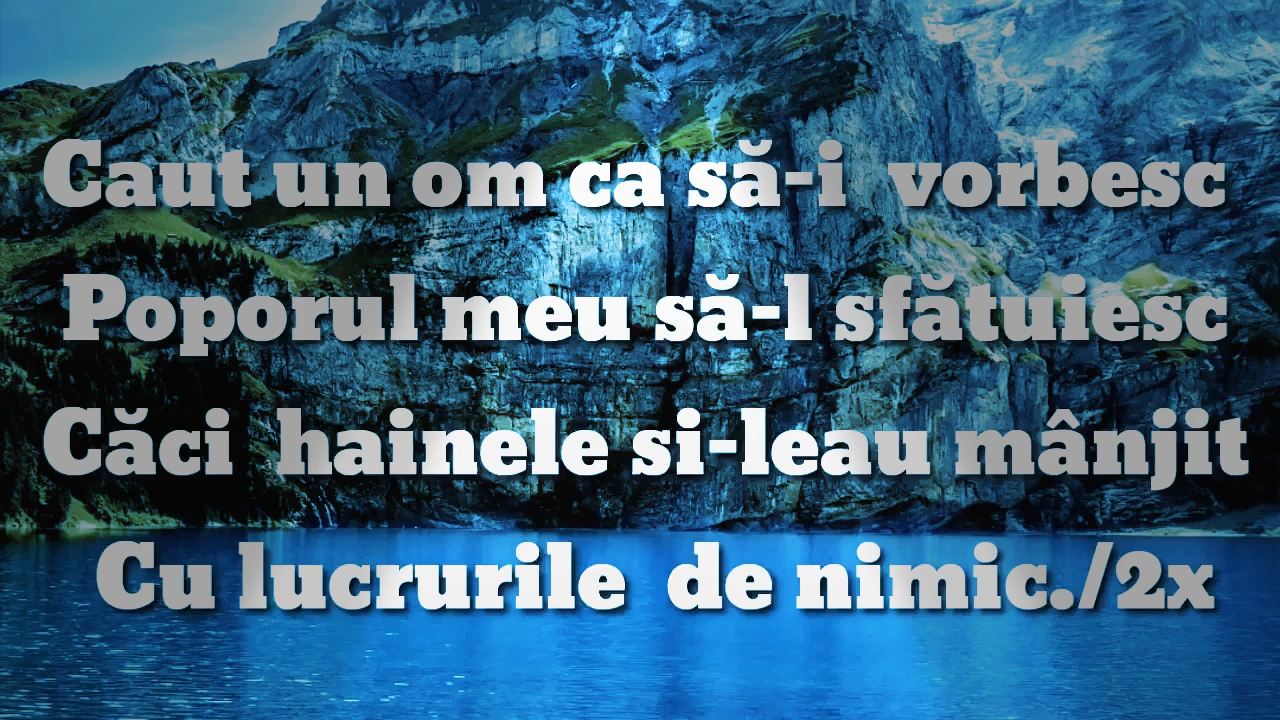 Caut un om ca să-i vorbesc
Poporul meu să-l sfătuiesc
Căci hainele si-leau mânjit
Cu lucrurile de nimic./2x